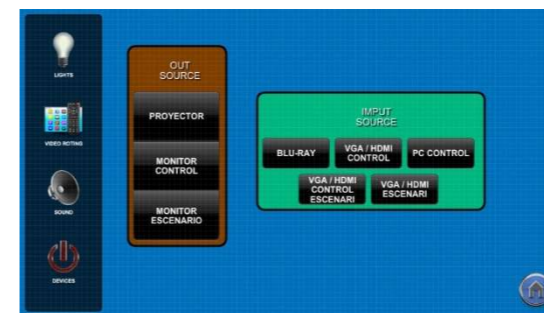 LIGHTS
VIDEO ROTING
SOUND
DEVICES
OUT
SOURCE
PROYECTOR
MONITOR
CONTROL
MONITOR
ESCENARIO
IMPUT
SOURCE
BLU-RAY
VGA / HDMI
CONTROL
PC CONTROL
VGA / HDMI
CONTROL
ESCENARI
VGA / HDMI
ESCENARI